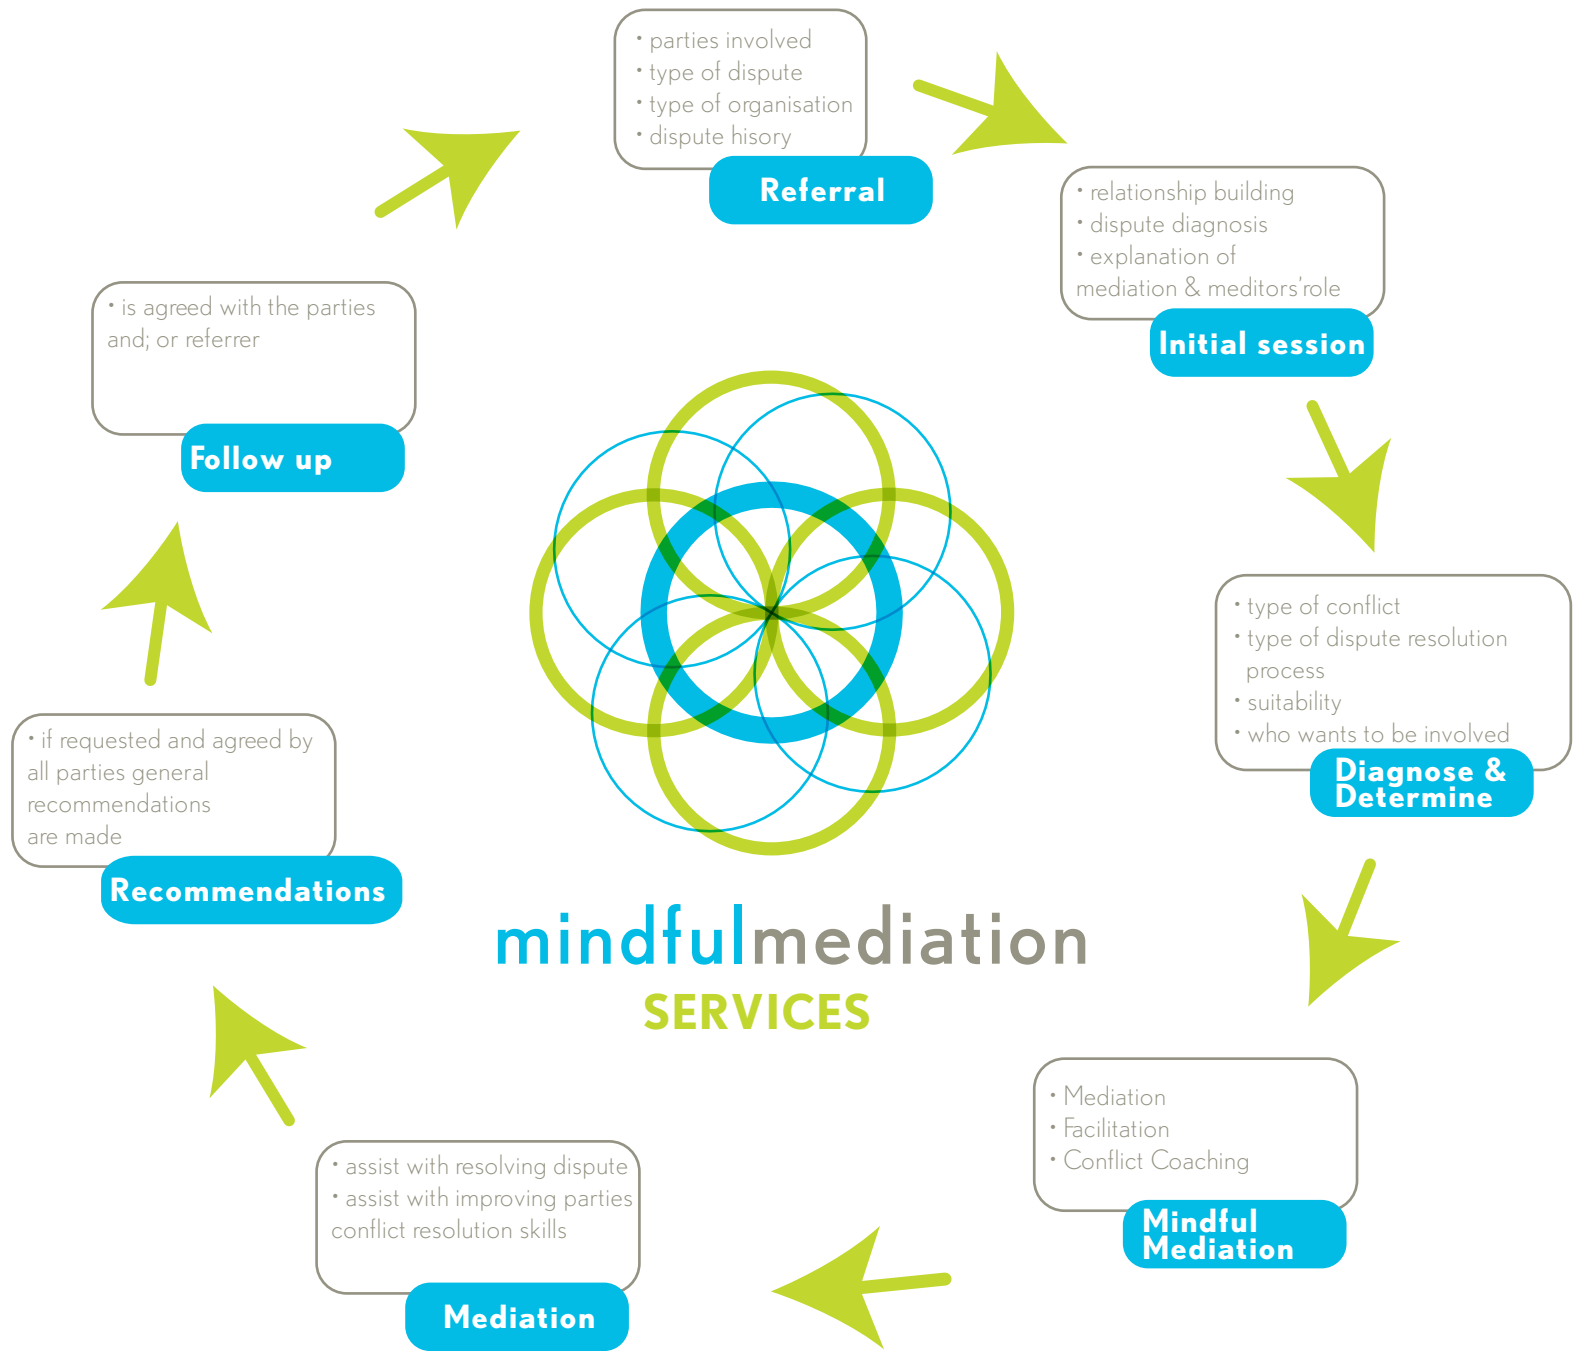 • parties involved
• type of dispute
• type of organisation
• dispute hisory
Referral
• relationship building
• dispute diagnosis
• explanation of
mediation & meditors'role
Initial session
• type of conflict
• type of dispute resolution
process
• suitability
• who wants to be involved
Diagnose &
Determine
• Mediation
• Facilitation
• Conflict Coaching
Mindful
Mediation
• assist with resolving dispute
• assist with improving parties
conflict resolution skills
Mediation
• if requested and agreed by
all parties general
recommendations
are made
Recommendations
• is agreed with the parties
and; or referrer
Follow up
mindfulmediation
SERVICES